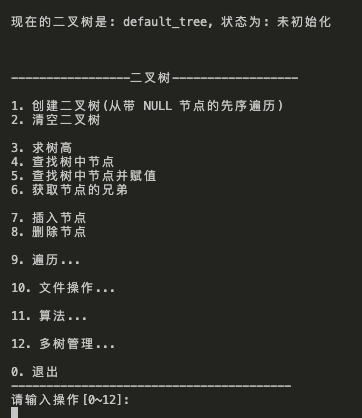 现在的二叉树是: default_tree, 状态为: 未初始化
-----------------二叉树------------------
1. 创建二叉树(从带 NULL 节点的先序遍历)
2. 清空二叉树
3. 求树高
4. 查找树中节点
5. 查找树中节点并赋值
6. 获取节点的兄弟
7. 插入节点
8. 删除节点
9. 遍历...
10. 文件操作...
11. 算法...
12. 多树管理...
0. 退出
----------------------------------------
请输入操作[0~12]: